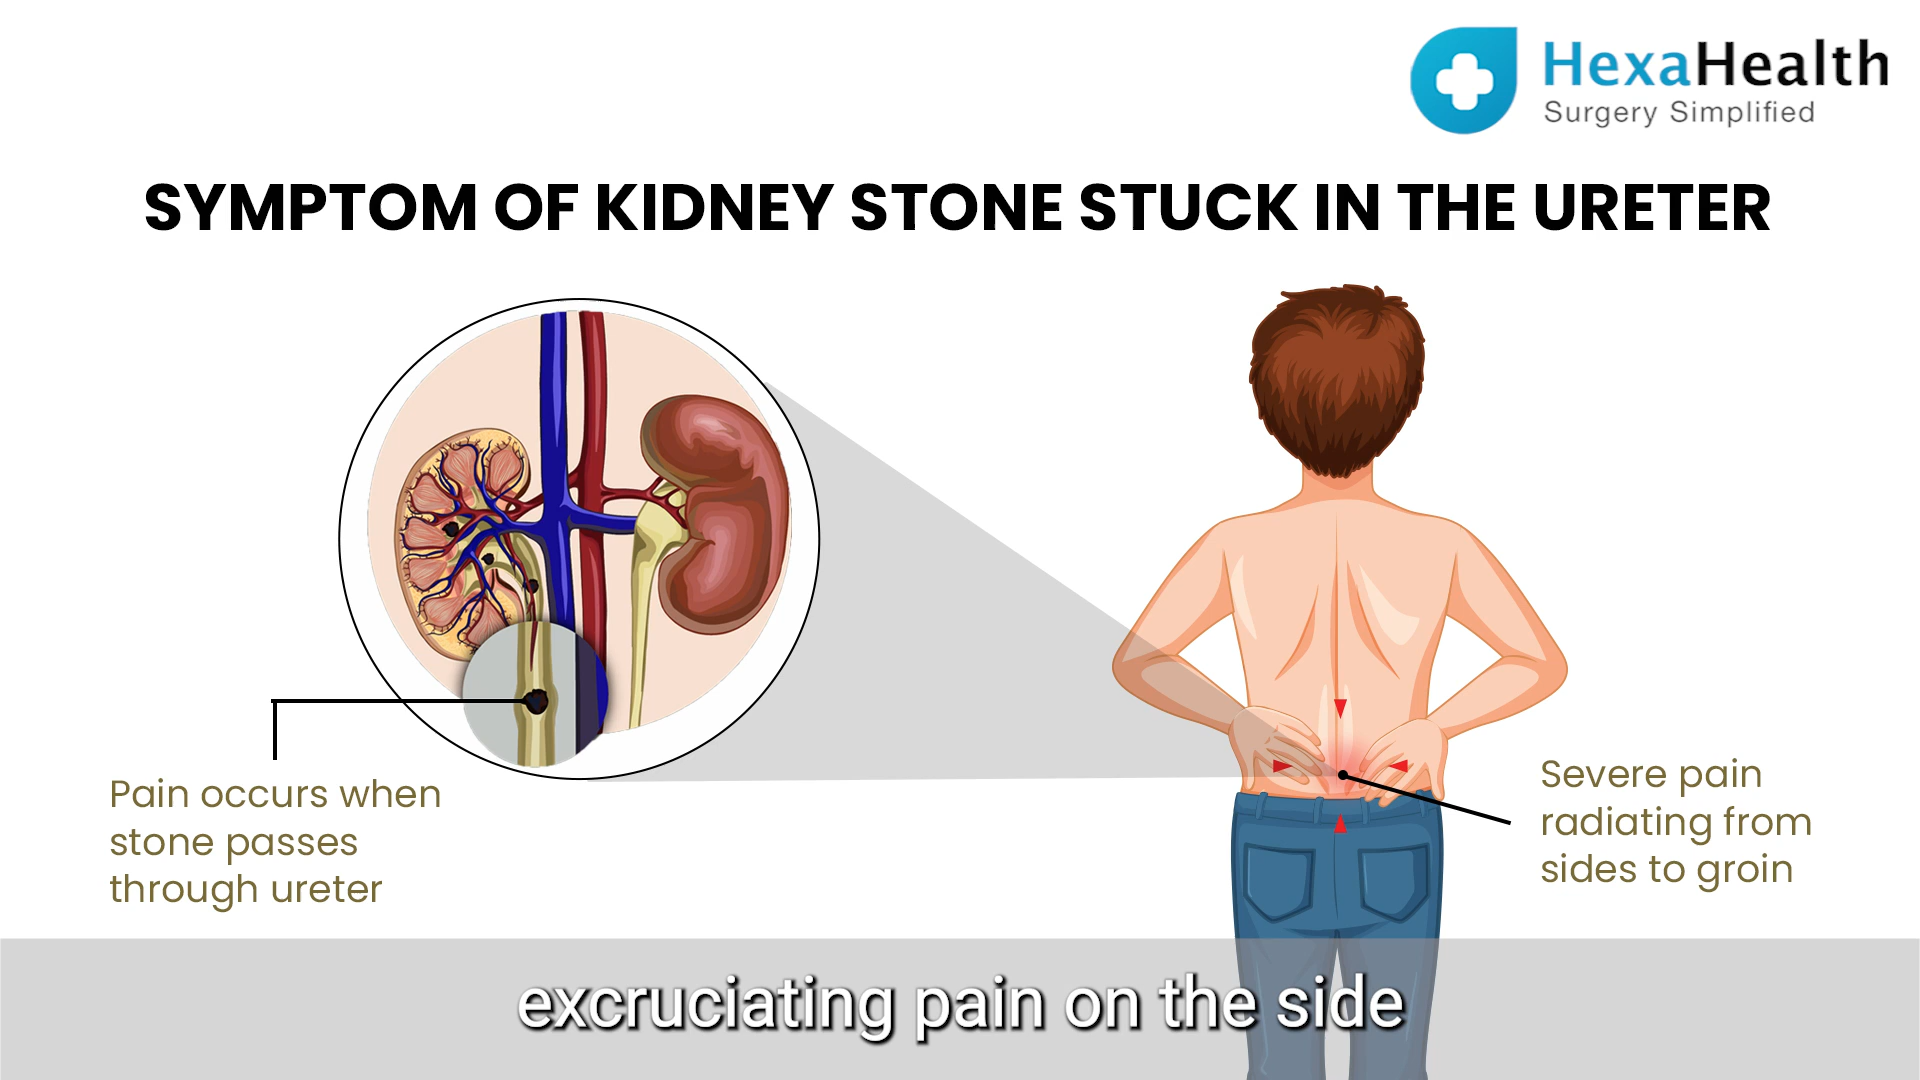 HexaHealth
Surgery Simplified
SYMPTOM OF KIDNEY STONE STUCK IN THE URETER
Pain occurs when
stone passes
through ureter
Severe pain
radiating from
sides to groin
excruciating pain on the side